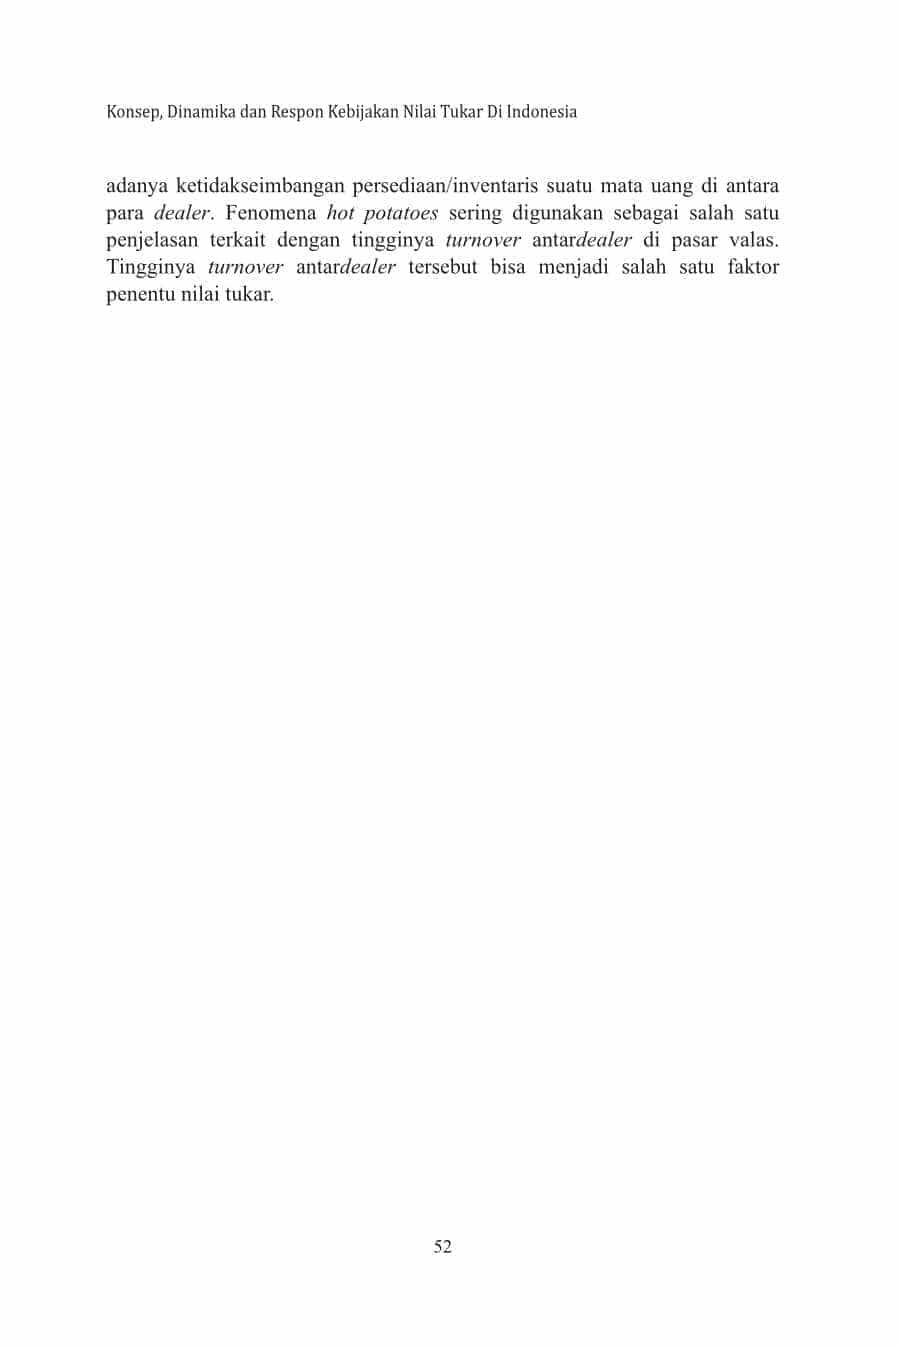 Konsep, Dinamika dan Respon Kebijakan Nilai Tukar Di Indonesia
adanya ketidakseimbangan persediaan/inventaris suatu mata uang di antara
para dealer. Fenomena hot potatoes sering digunakan sebagai salah satu
penjelasan terkait dengan tingginya turnover antardealer di pasar valas.
Tingginya turnover antardealer tersebut bisa menjadi salah satu faktor
penentu nilai tukar.
52